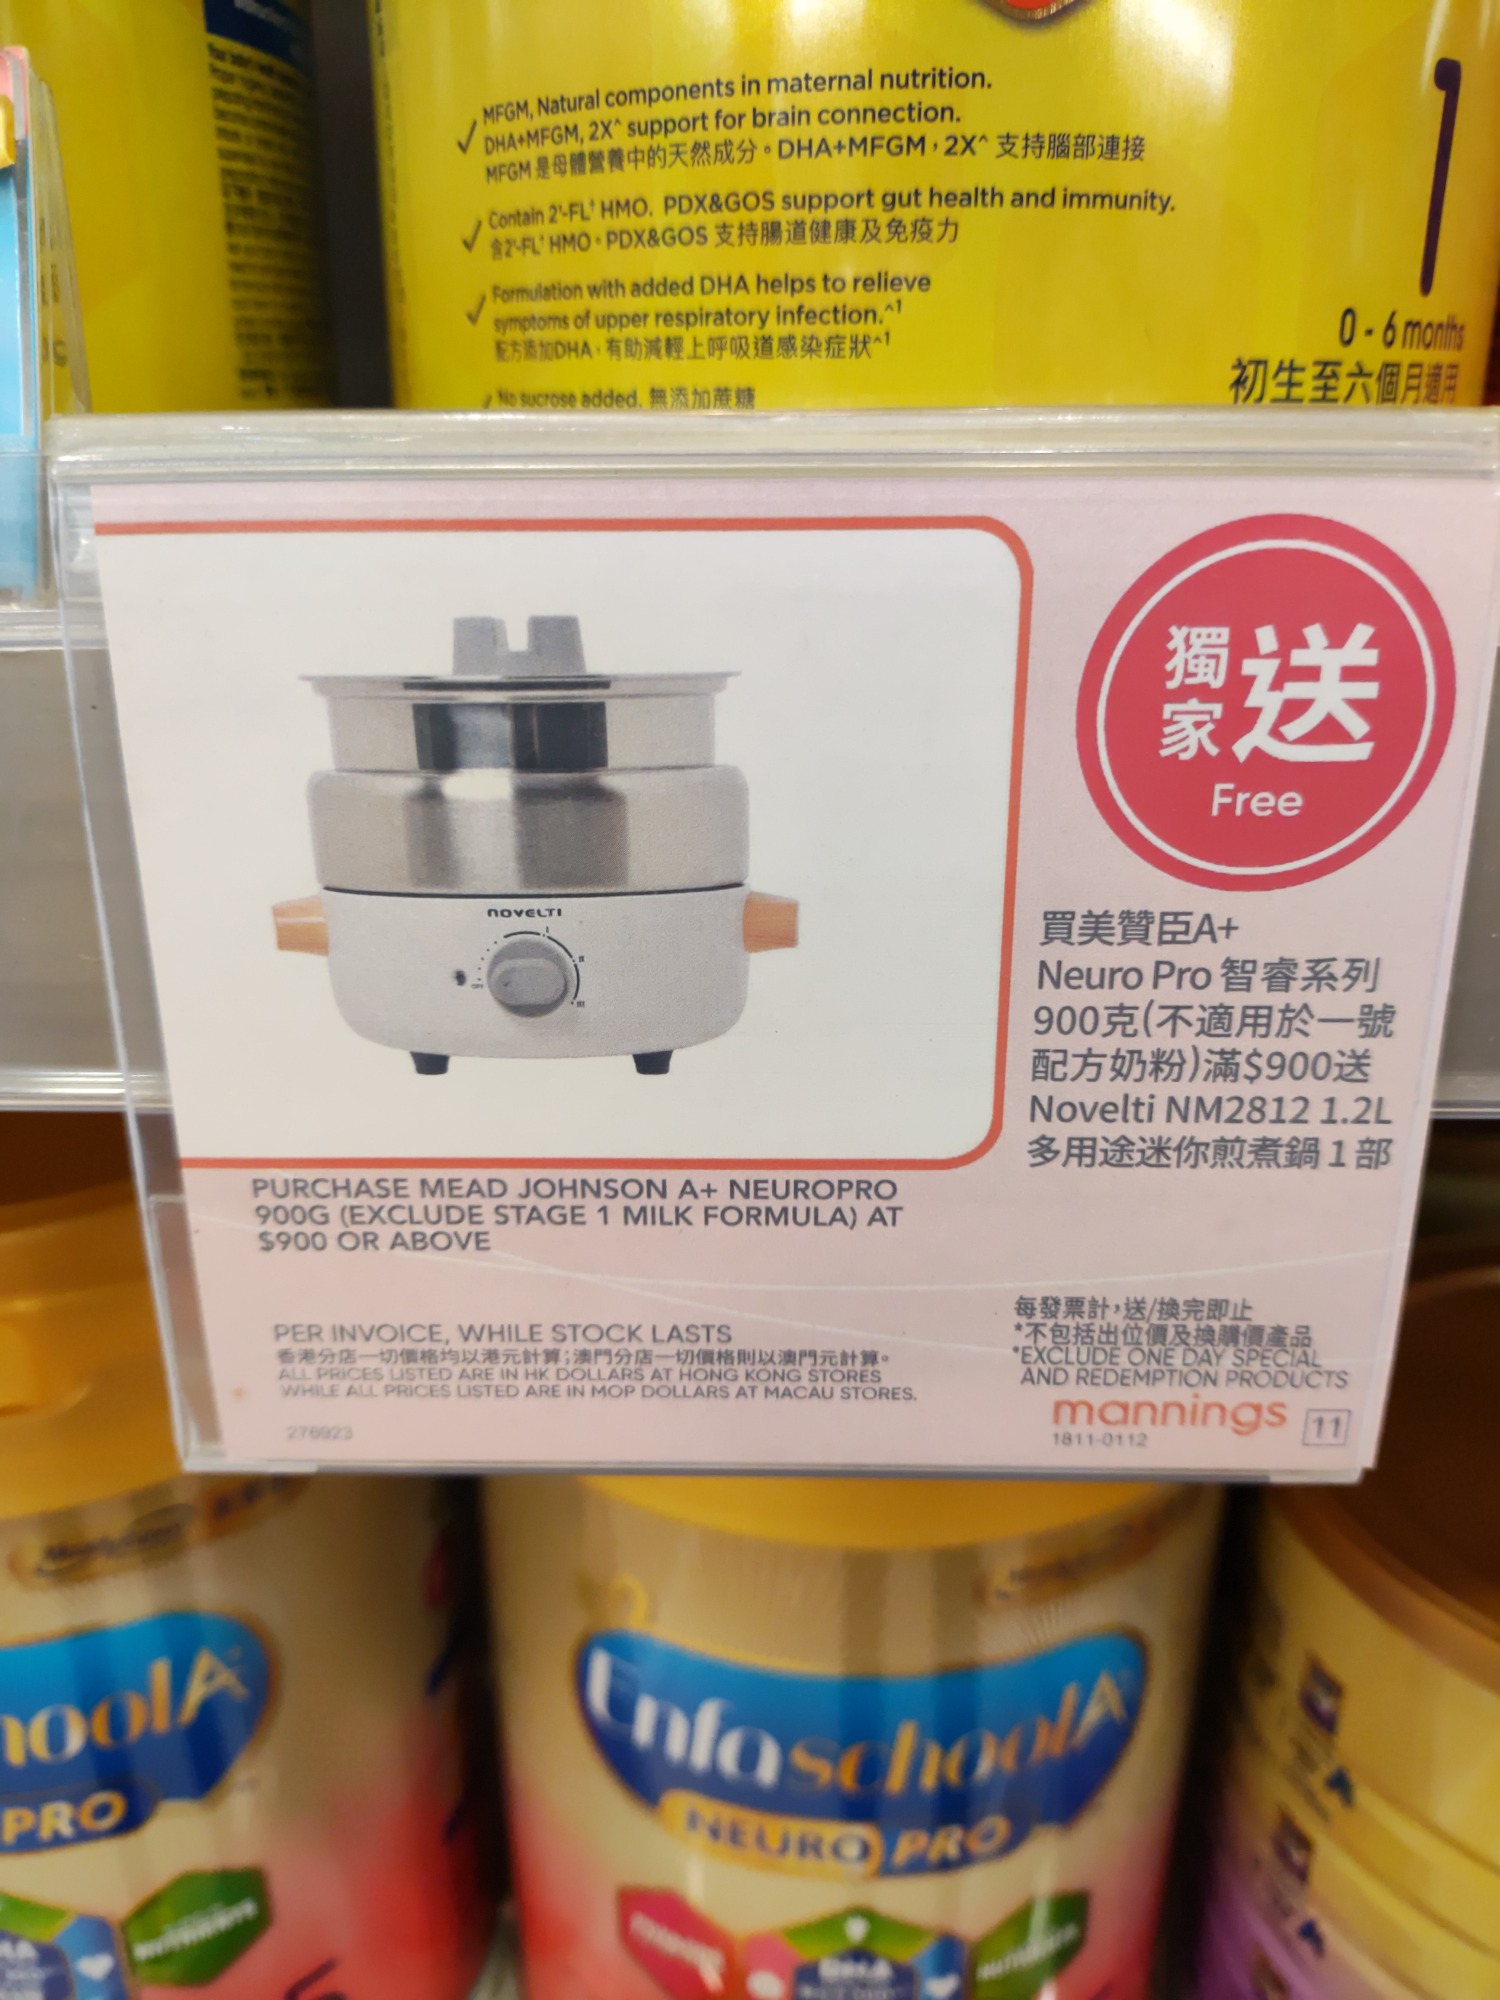 MFGM, Natural components in maternal nutrition.
DHA+MFGM, 2X^ support for brain connection.
MFGM 是母體營養中的天然成分。DHA+MFGM，2X^ 支持腦部連接
Contain 2'-FL† HMO. PDX&GOS support gut health and immunity.
含2'-FL† HMO。PDX&GOS 支持腸道健康及免疫力
Formulation with added DHA helps to relieve
symptoms of upper respiratory infection.^1
配方添加DHA，有助減輕上呼吸道感染症狀^1
No sucrose added. 無添加蔗糖
1
0 - 6 months
初生至六個月適用
獨家送
Free
NOVELTI
OFF
買美贊臣A+
Neuro Pro 智睿系列
900克(不適用於一號
配方奶粉)滿$900送
Novelti NM2812 1.2L
多用途迷你煎煮鍋 1 部
PURCHASE MEAD JOHNSON A+ NEUROPRO
900G (EXCLUDE STAGE 1 MILK FORMULA) AT
$900 OR ABOVE
PER INVOICE, WHILE STOCK LASTS
香港分店一切價格均以港元計算；澳門分店一切價格則以澳門元計算。
ALL PRICES LISTED ARE IN HK DOLLARS AT HONG KONG STORES
WHILE ALL PRICES LISTED ARE IN MOP DOLLARS AT MACAU STORES.
276923
每發票計，送/換完即止
*不包括出位價及換購價產品
*EXCLUDE ONE DAY SPECIAL
AND REDEMPTION PRODUCTS
mannings
1811-0112
11
hoolA
PRO
EnfaschoolA
NEURO PRO
DHA